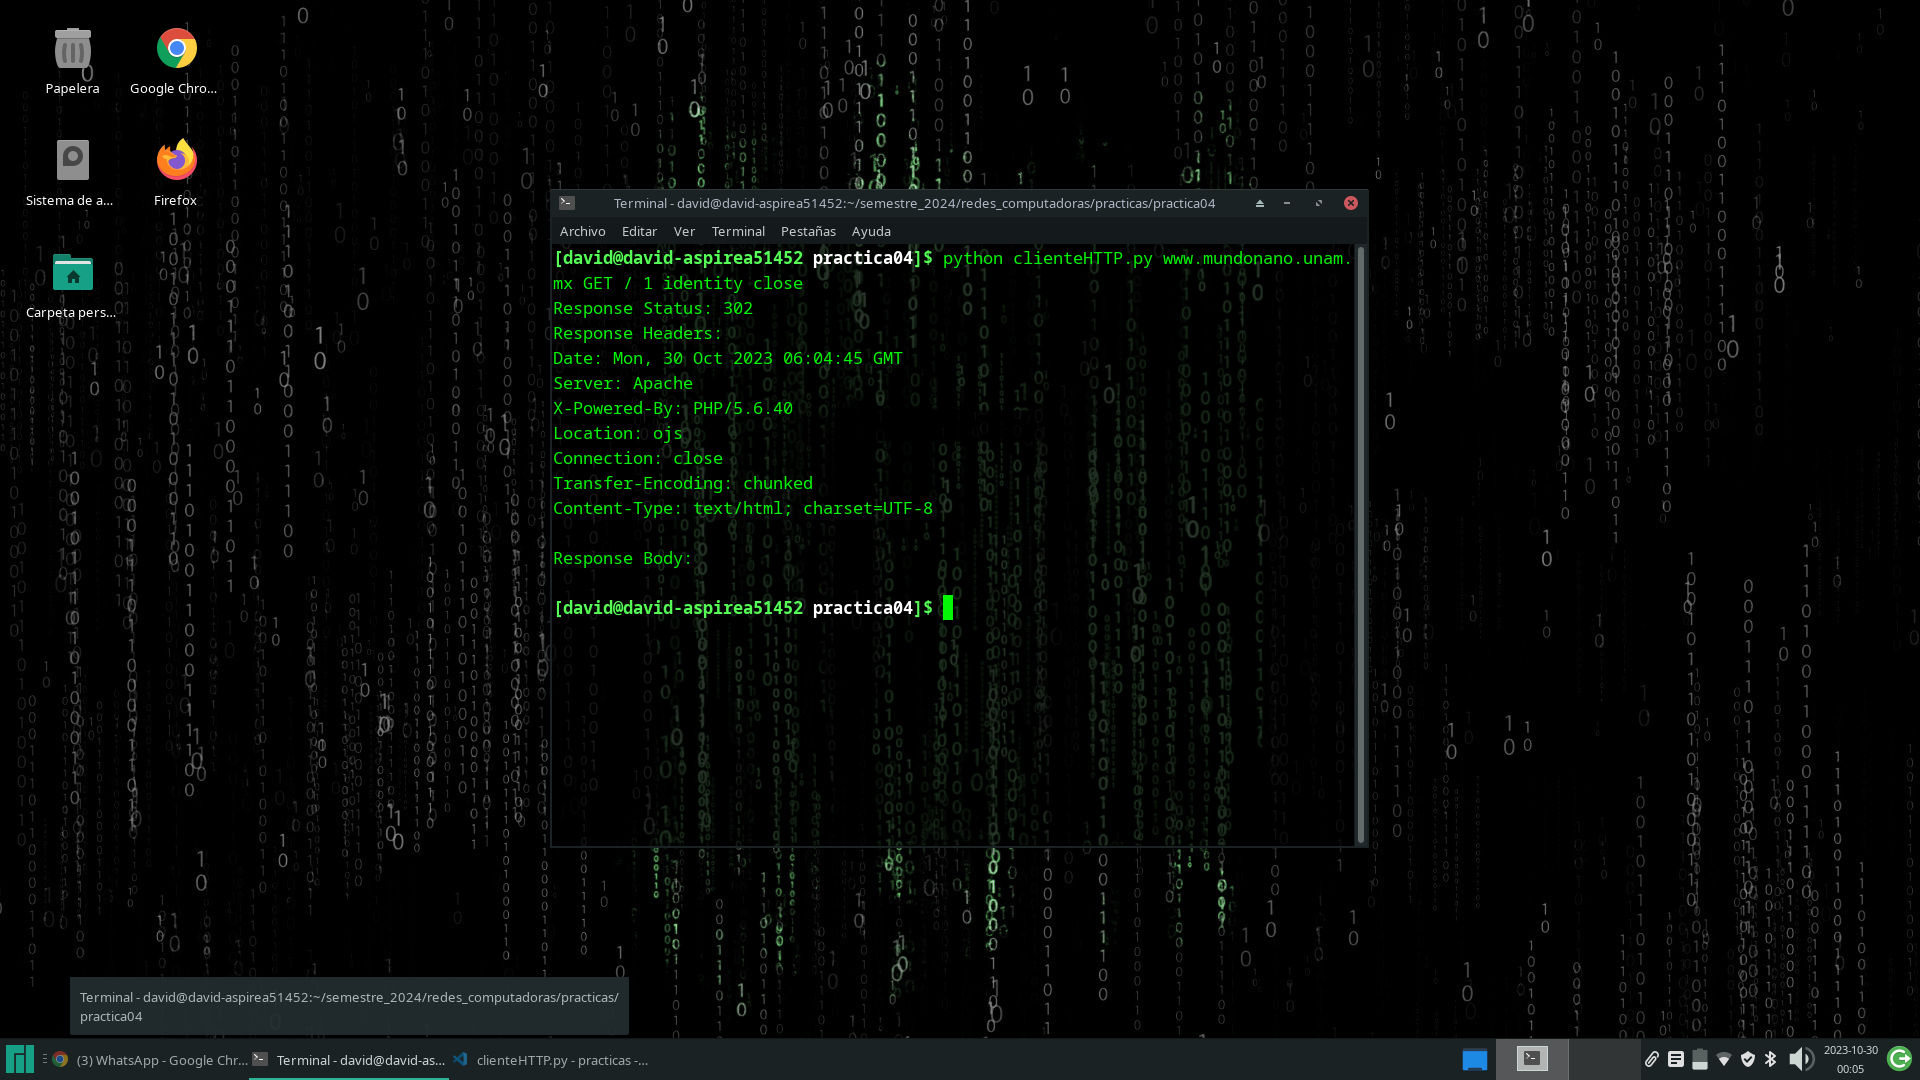 Papelera
Google Chro...
Sistema de a...
Firefox
Carpeta pers...
Terminal - david@david-aspirea51452:~/semestre_2024/redes_computadoras/practicas/practica04
Archivo Editar Ver Terminal Pestañas Ayuda
[david@david-aspirea51452 practica04]$ python clienteHTTP.py www.mundonano.unam.
mx GET / 1 identity close
Response Status: 302
Response Headers:
Date: Mon, 30 Oct 2023 06:04:45 GMT
Server: Apache
X-Powered-By: PHP/5.6.40
Location: ojs
Connection: close
Transfer-Encoding: chunked
Content-Type: text/html; charset=UTF-8
Response Body:
[david@david-aspirea51452 practica04]$
Terminal - david@david-aspirea51452:~/semestre_2024/redes_computadoras/practicas/
practica04
(3) WhatsApp - Google Chr...
Terminal - david@david-as...
clienteHTTP.py - practicas -...
2023-10-30
00:05